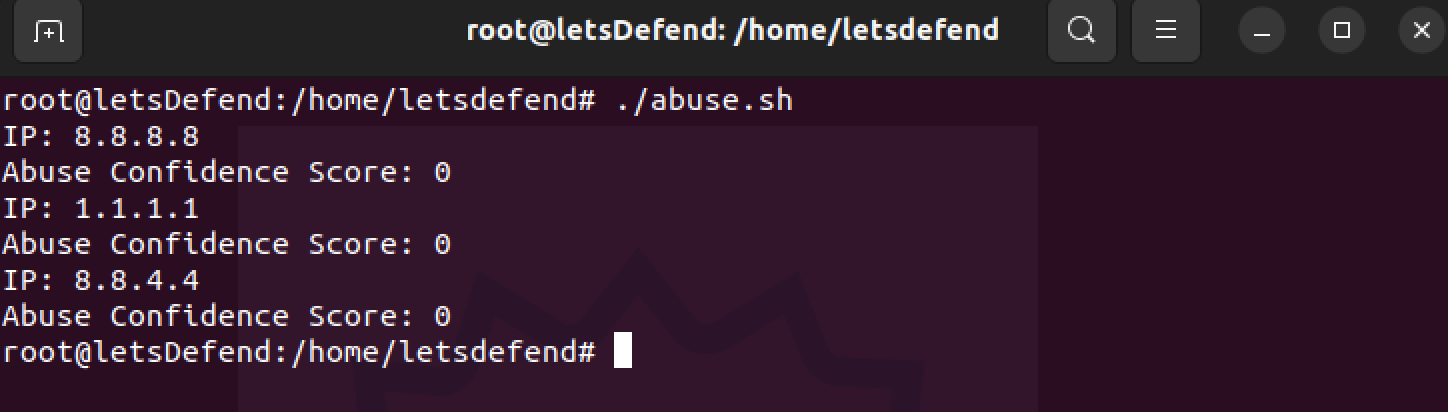 root@letsDefend: /home/letsdefend
root@letsDefend:/home/letsdefend# ./abuse.sh
IP: 8.8.8.8
Abuse Confidence Score: 0
IP: 1.1.1.1
Abuse Confidence Score: 0
IP: 8.8.4.4
Abuse Confidence Score: 0
root@letsDefend:/home/letsdefend#